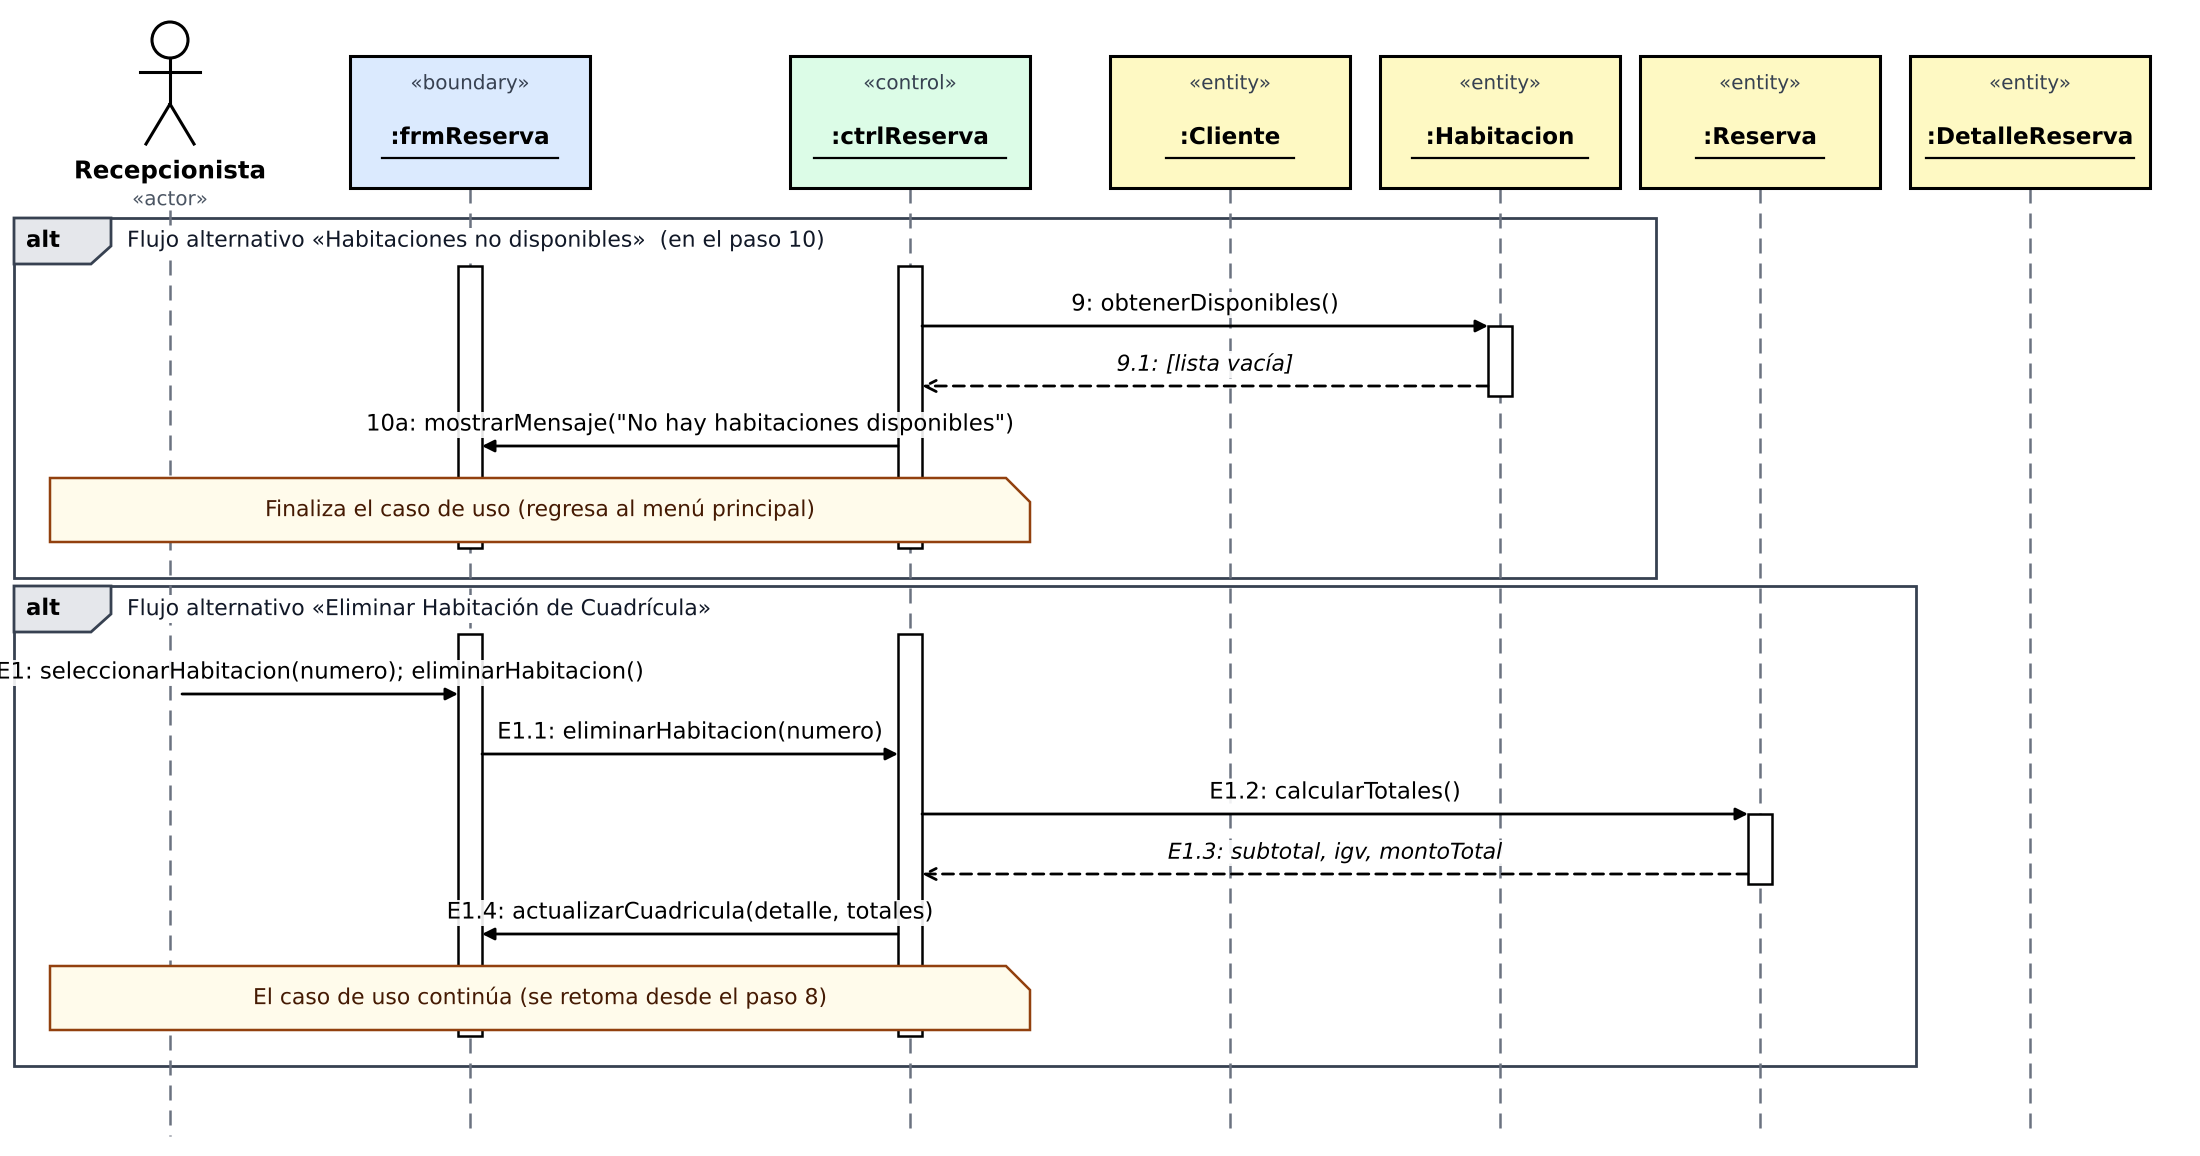 Recepcionista
«actor»
«boundary»
:frmReserva
«control»
:ctrlReserva
«entity»
:Cliente
«entity»
:Habitacion
«entity»
:Reserva
«entity»
:DetalleReserva
alt
Flujo alternativo «Habitaciones no disponibles» (en el paso 10)
9: obtenerDisponibles()
9.1: [lista vacía]
10a: mostrarMensaje("No hay habitaciones disponibles")
Finaliza el caso de uso (regresa al menú principal)
alt
Flujo alternativo «Eliminar Habitación de Cuadrícula»
E1: seleccionarHabitacion(numero); eliminarHabitacion()
E1.1: eliminarHabitacion(numero)
E1.2: calcularTotales()
E1.3: subtotal, igv, montoTotal
E1.4: actualizarCuadricula(detalle, totales)
El caso de uso continúa (se retoma desde el paso 8)